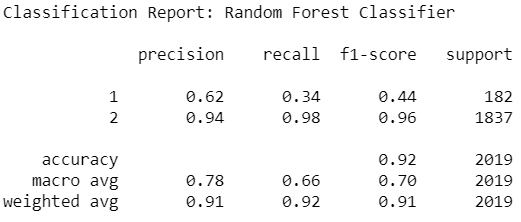 Classification Report: Random Forest Classifier
precision recall f1-score support
1 0.62 0.34 0.44 182
2 0.94 0.98 0.96 1837
accuracy 0.92 2019
macro avg 0.78 0.66 0.70 2019
weighted avg 0.91 0.92 0.91 2019